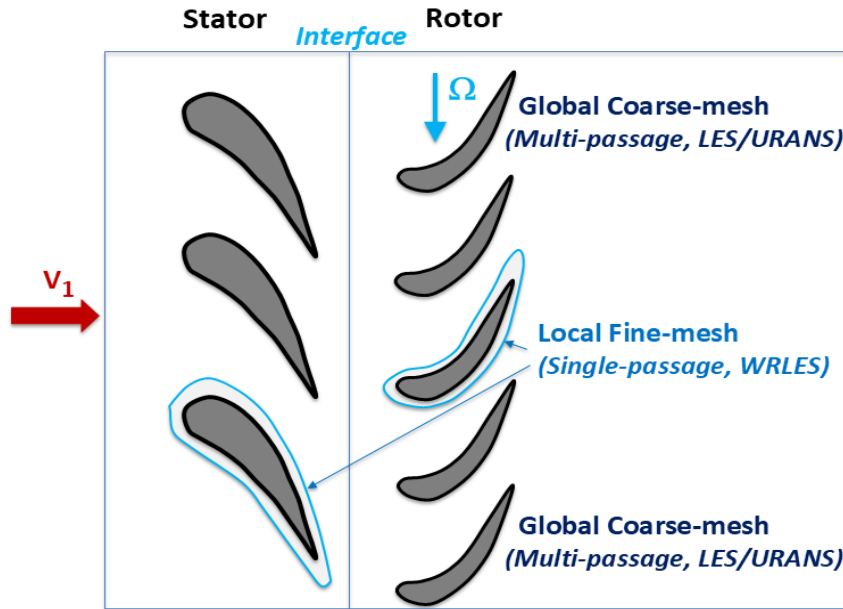 Stator
Interface
Rotor
Ω
Global Coarse-mesh
(Multi-passage, LES/URANS)
V₁
Local Fine-mesh
(Single-passage, WRLES)
Global Coarse-mesh
(Multi-passage, LES/URANS)